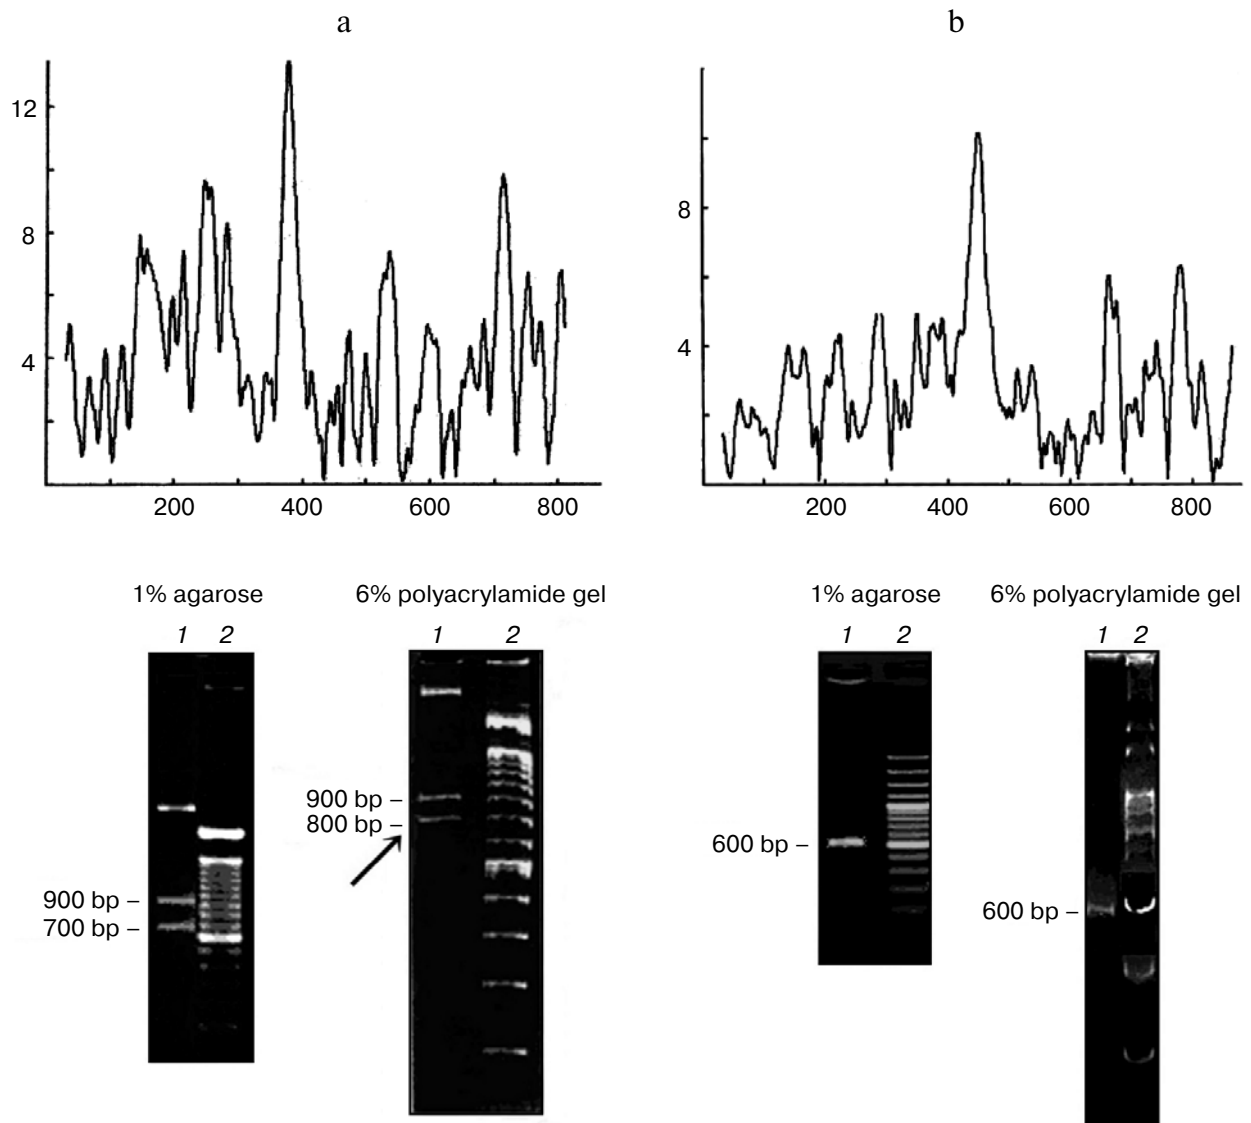 a
b
12
8
4
200 400 600 800
8
4
200 400 600 800
1% agarose
1 2
900 bp –
700 bp –
6% polyacrylamide gel
1 2
900 bp –
800 bp –
1% agarose
1 2
600 bp –
6% polyacrylamide gel
1 2
600 bp –